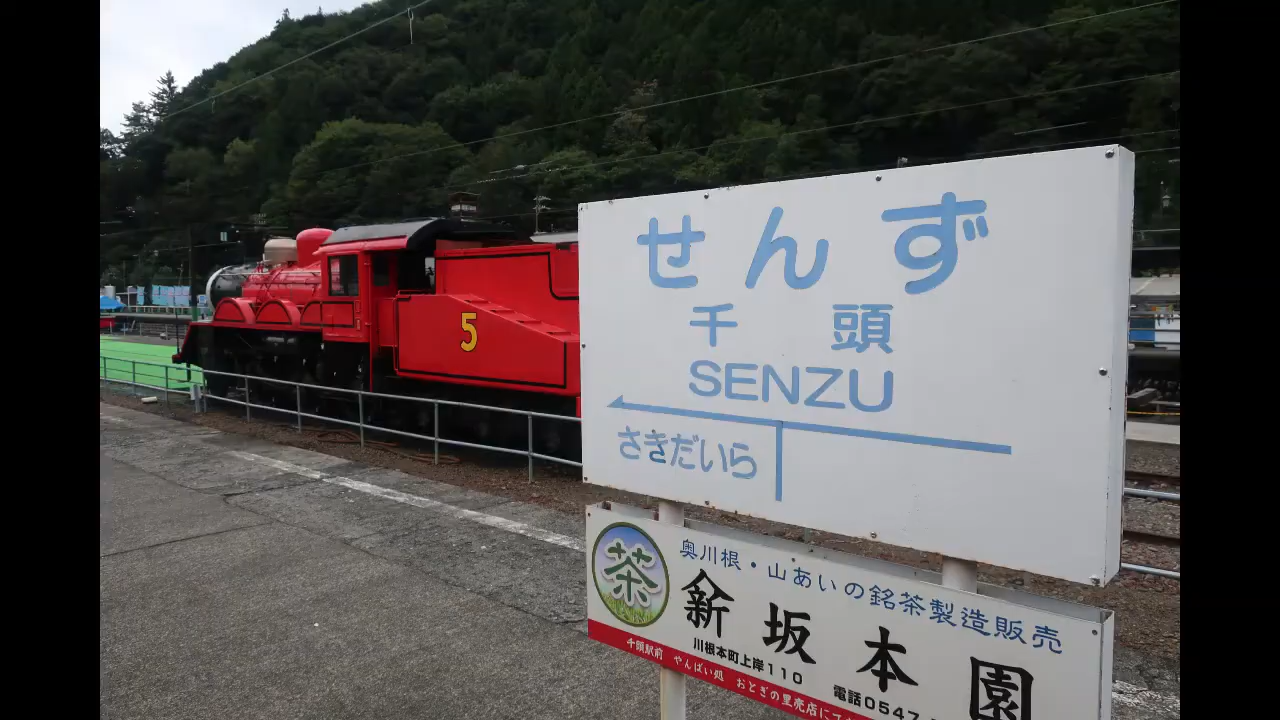 5
せんず
千頭
SENZU
さきだいら
茶
奥川根・山あいの銘茶製造販売
新坂本園
川根本町上岸110 電話0547
千頭駅前 やんばい処 おとぎの里売店にて